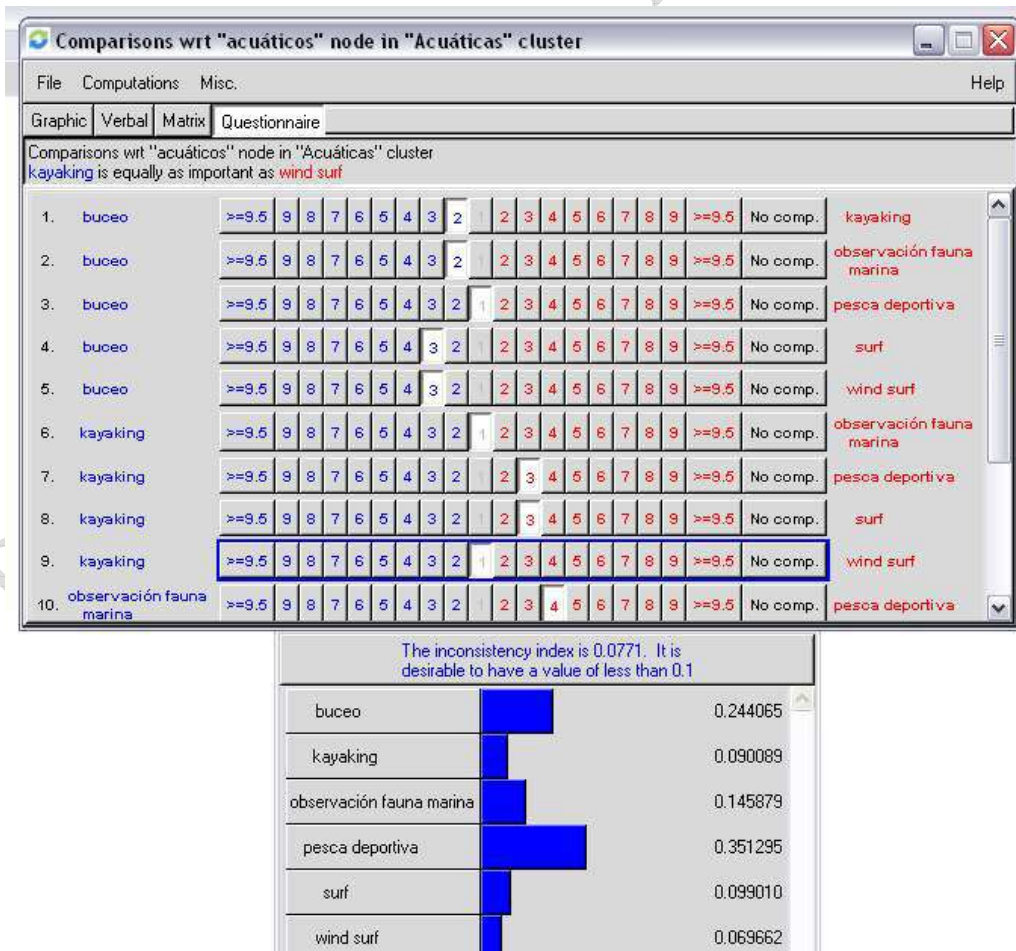 Comparisons wrt "acuáticos" node in "Acuáticas" cluster
File Computations Misc. Help
Graphic Verbal Matrix Questionnaire
Comparisons wrt "acuáticos" node in "Acuáticas" cluster
kayaking is equally as important as wind surf
1. buceo >=9.5 9 8 7 6 5 4 3 2 1 2 3 4 5 6 7 8 9 >=9.5 No comp. kayaking
2. buceo >=9.5 9 8 7 6 5 4 3 2 1 2 3 4 5 6 7 8 9 >=9.5 No comp. observación fauna marina
3. buceo >=9.5 9 8 7 6 5 4 3 2 1 2 3 4 5 6 7 8 9 >=9.5 No comp. pesca deportiva
4. buceo >=9.5 9 8 7 6 5 4 3 2 1 2 3 4 5 6 7 8 9 >=9.5 No comp. surf
5. buceo >=9.5 9 8 7 6 5 4 3 2 1 2 3 4 5 6 7 8 9 >=9.5 No comp. wind surf
6. kayaking >=9.5 9 8 7 6 5 4 3 2 1 2 3 4 5 6 7 8 9 >=9.5 No comp. observación fauna marina
7. kayaking >=9.5 9 8 7 6 5 4 3 2 1 2 3 4 5 6 7 8 9 >=9.5 No comp. pesca deportiva
8. kayaking >=9.5 9 8 7 6 5 4 3 2 1 2 3 4 5 6 7 8 9 >=9.5 No comp. surf
9. kayaking >=9.5 9 8 7 6 5 4 3 2 1 2 3 4 5 6 7 8 9 >=9.5 No comp. wind surf
10. observación fauna marina >=9.5 9 8 7 6 5 4 3 2 1 2 3 4 5 6 7 8 9 >=9.5 No comp. pesca deportiva
The inconsistency index is 0.0771. It is
desirable to have a value of less than 0.1
buceo 0.244065
kayaking 0.090089
observación fauna marina 0.145879
pesca deportiva 0.351295
surf 0.099010
wind surf 0.069662